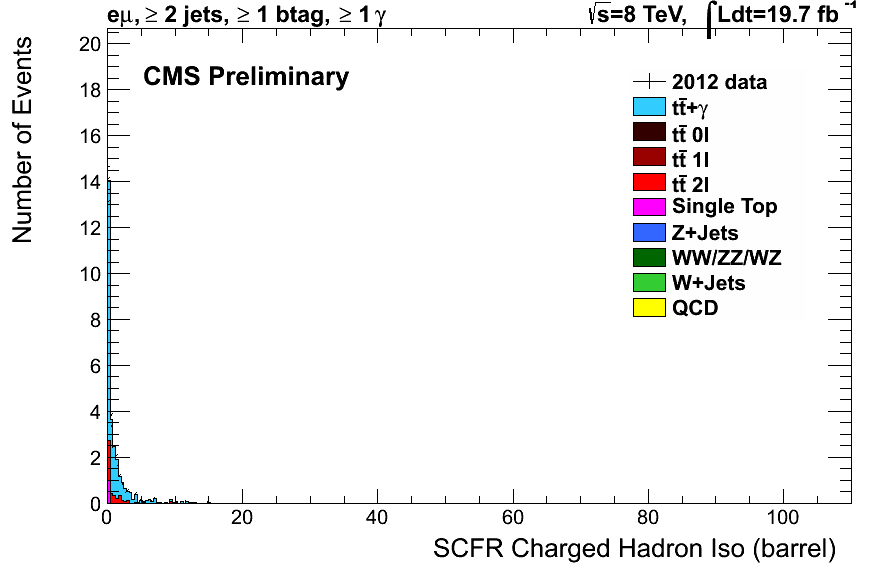 eμ, ≥ 2 jets, ≥ 1 btag, ≥ 1 γ
√s=8 TeV, ∫Ldt=19.7 fb⁻¹
CMS Preliminary
Number of Events
20
18
16
14
12
10
8
6
4
2
0
2012 data
tt̄+γ
tt̄ 0l
tt̄ 1l
tt̄ 2l
Single Top
Z+Jets
WW/ZZ/WZ
W+Jets
QCD
0 20 40 60 80 100
SCFR Charged Hadron Iso (barrel)